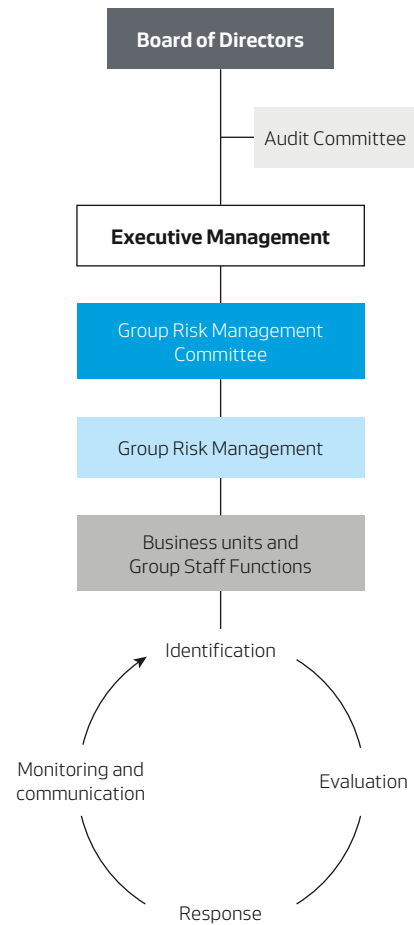 Board of Directors
Audit Committee
Executive Management
Group Risk Management
Committee
Group Risk Management
Business units and
Group Staff Functions
Identification
Monitoring and
communication
Evaluation
Response